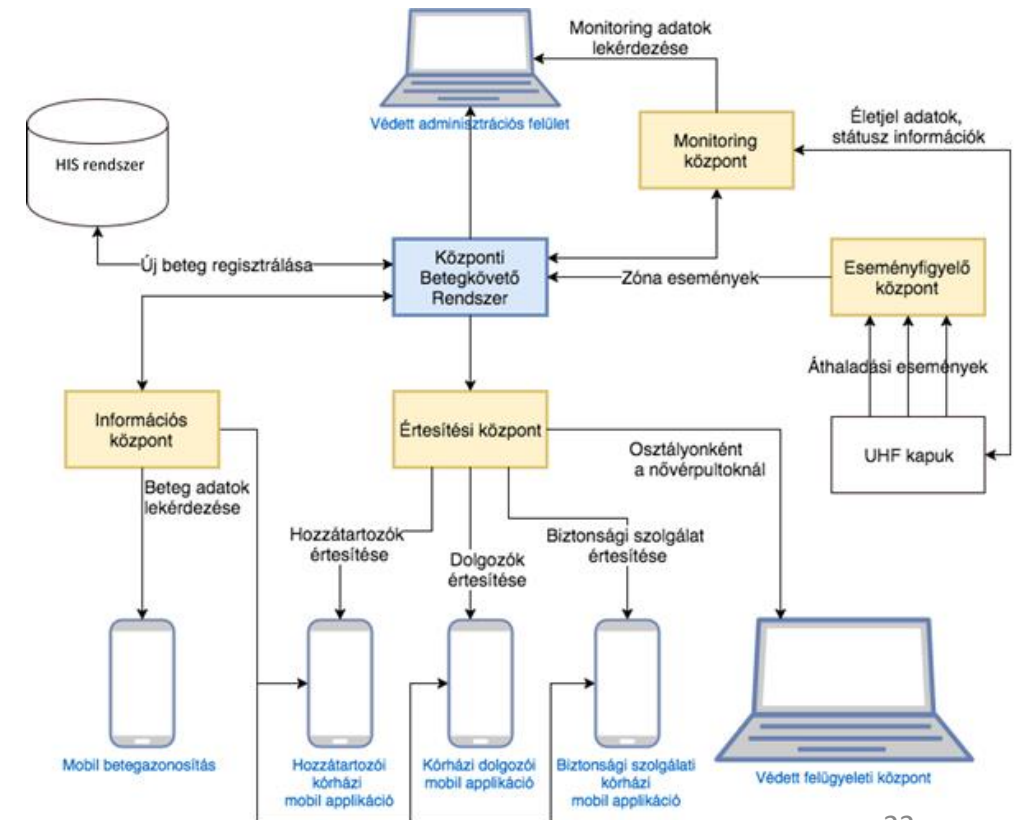 Monitoring adatok
lekérdezése
Védett adminisztrációs felület
Életjel adatok,
státusz információk
Monitoring
központ
HIS rendszer
Új beteg regisztrálása
Központi
Betegkövető
Rendszer
Zóna események
Eseményfigyelő
központ
Áthaladási események
Információs
központ
Értesítési központ
Osztályonként
a nővérpultoknál
UHF kapuk
Beteg adatok
lekérdezése
Hozzátartozók
értesítése
Dolgozók
értesítése
Biztonsági szolgálat
értesítése
Mobil betegazonosítás
Hozzátartozói
kórházi
mobil applikáció
Kórházi dolgozói
mobil applikáció
Biztonsági szolgálati
kórházi
mobil applikáció
Védett felügyeleti központ